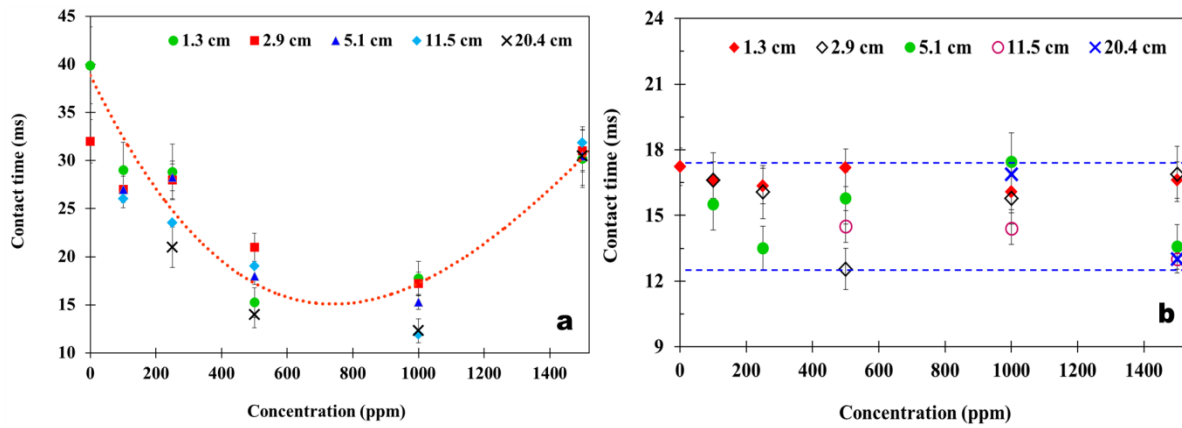 45
40
35
30
25
20
15
10
0 200 400 600 800 1000 1200 1400
Contact time (ms)
Concentration (ppm)
1.3 cm 2.9 cm 5.1 cm 11.5 cm 20.4 cm
a
24
21
18
15
12
9
0 200 400 600 800 1000 1200 1400
Contact time (ms)
Concentration (ppm)
1.3 cm 2.9 cm 5.1 cm 11.5 cm 20.4 cm
b